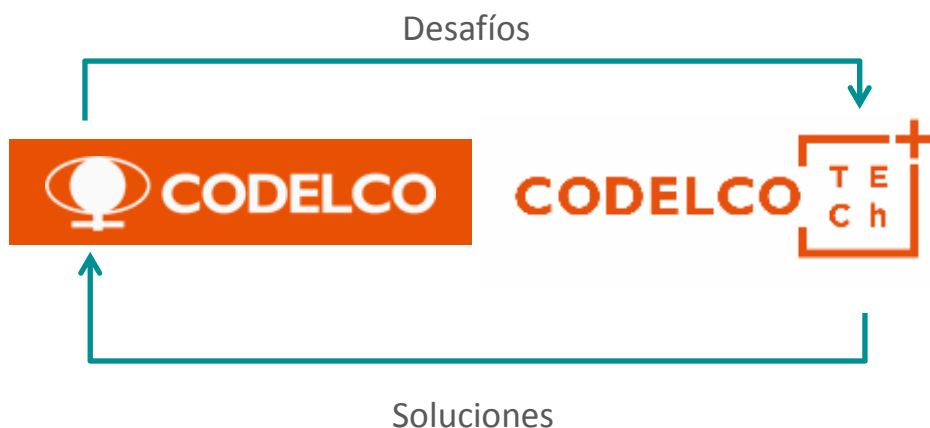 Desafíos
CODELCO
CODELCO
T E
C h
Soluciones